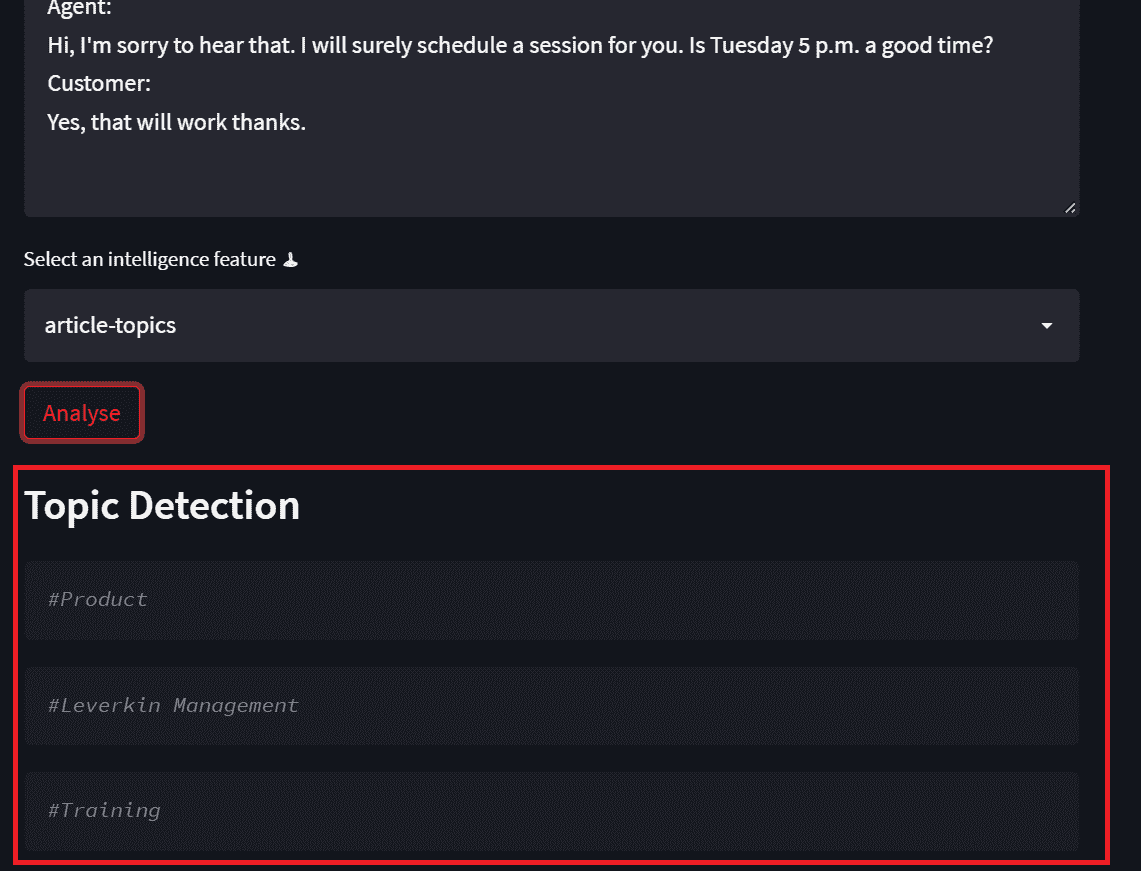 Agent:
Hi, I'm sorry to hear that. I will surely schedule a session for you. Is Tuesday 5 p.m. a good time?
Customer:
Yes, that will work thanks.
Select an intelligence feature
article-topics
Analyse
Topic Detection
#Product
#Leverkin Management
#Training